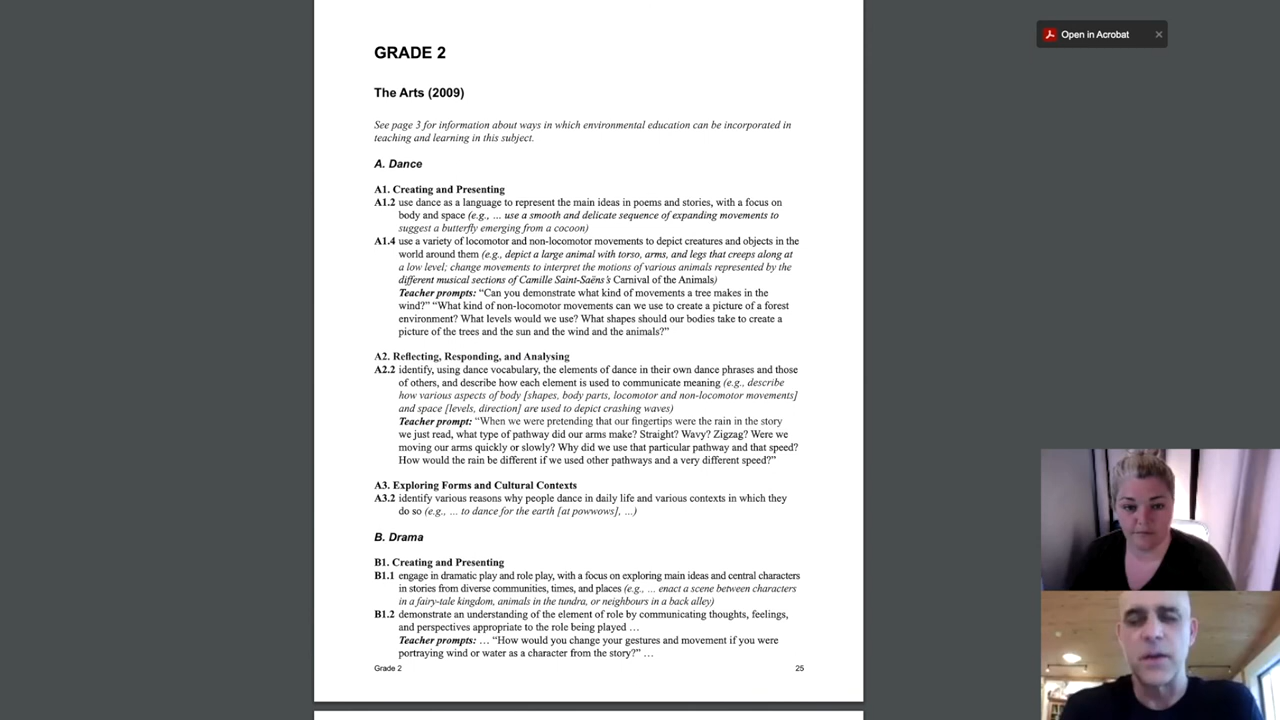 Open in Acrobat
GRADE 2
The Arts (2009)
See page 3 for information about ways in which environmental education can be incorporated in
teaching and learning in this subject.
A. Dance
A1. Creating and Presenting
A1.2 use dance as a language to represent the main ideas in poems and stories, with a focus on
body and space (e.g., ... use a smooth and delicate sequence of expanding movements to
suggest a butterfly emerging from a cocoon)
A1.4 use a variety of locomotor and non-locomotor movements to depict creatures and objects in the
world around them (e.g., depict a large animal with torso, arms, and legs that creeps along at
a low level; change movements to interpret the motions of various animals represented by the
different musical sections of Camille Saint-Saëns's Carnival of the Animals)
Teacher prompts: “Can you demonstrate what kind of movements a tree makes in the
wind?” “What kind of non-locomotor movements can we use to create a picture of a forest
environment? What levels would we use? What shapes should our bodies take to create a
picture of the trees and the sun and the wind and the animals?”
A2. Reflecting, Responding, and Analysing
A2.2 identify, using dance vocabulary, the elements of dance in their own dance phrases and those
of others, and describe how each element is used to communicate meaning (e.g., describe
how various aspects of body [shapes, body parts, locomotor and non-locomotor movements]
and space [levels, direction] are used to depict crashing waves)
Teacher prompt: “When we were pretending that our fingertips were the rain in the story
we just read, what type of pathway did our arms make? Straight? Wavy? Zigzag? Were we
moving our arms quickly or slowly? Why did we use that particular pathway and that speed?
How would the rain be different if we used other pathways and a very different speed?”
A3. Exploring Forms and Cultural Contexts
A3.2 identify various reasons why people dance in daily life and various contexts in which they
do so (e.g., ... to dance for the earth [at powwows], ...)
B. Drama
B1. Creating and Presenting
B1.1 engage in dramatic play and role play, with a focus on exploring main ideas and central characters
in stories from diverse communities, times, and places (e.g., ... enact a scene between characters
in a fairy-tale kingdom, animals in the tundra, or neighbours in a back alley)
B1.2 demonstrate an understanding of the element of role by communicating thoughts, feelings,
and perspectives appropriate to the role being played ...
Teacher prompts: ... “How would you change your gestures and movement if you were
portraying wind or water as a character from the story?” ...
Grade 2 25